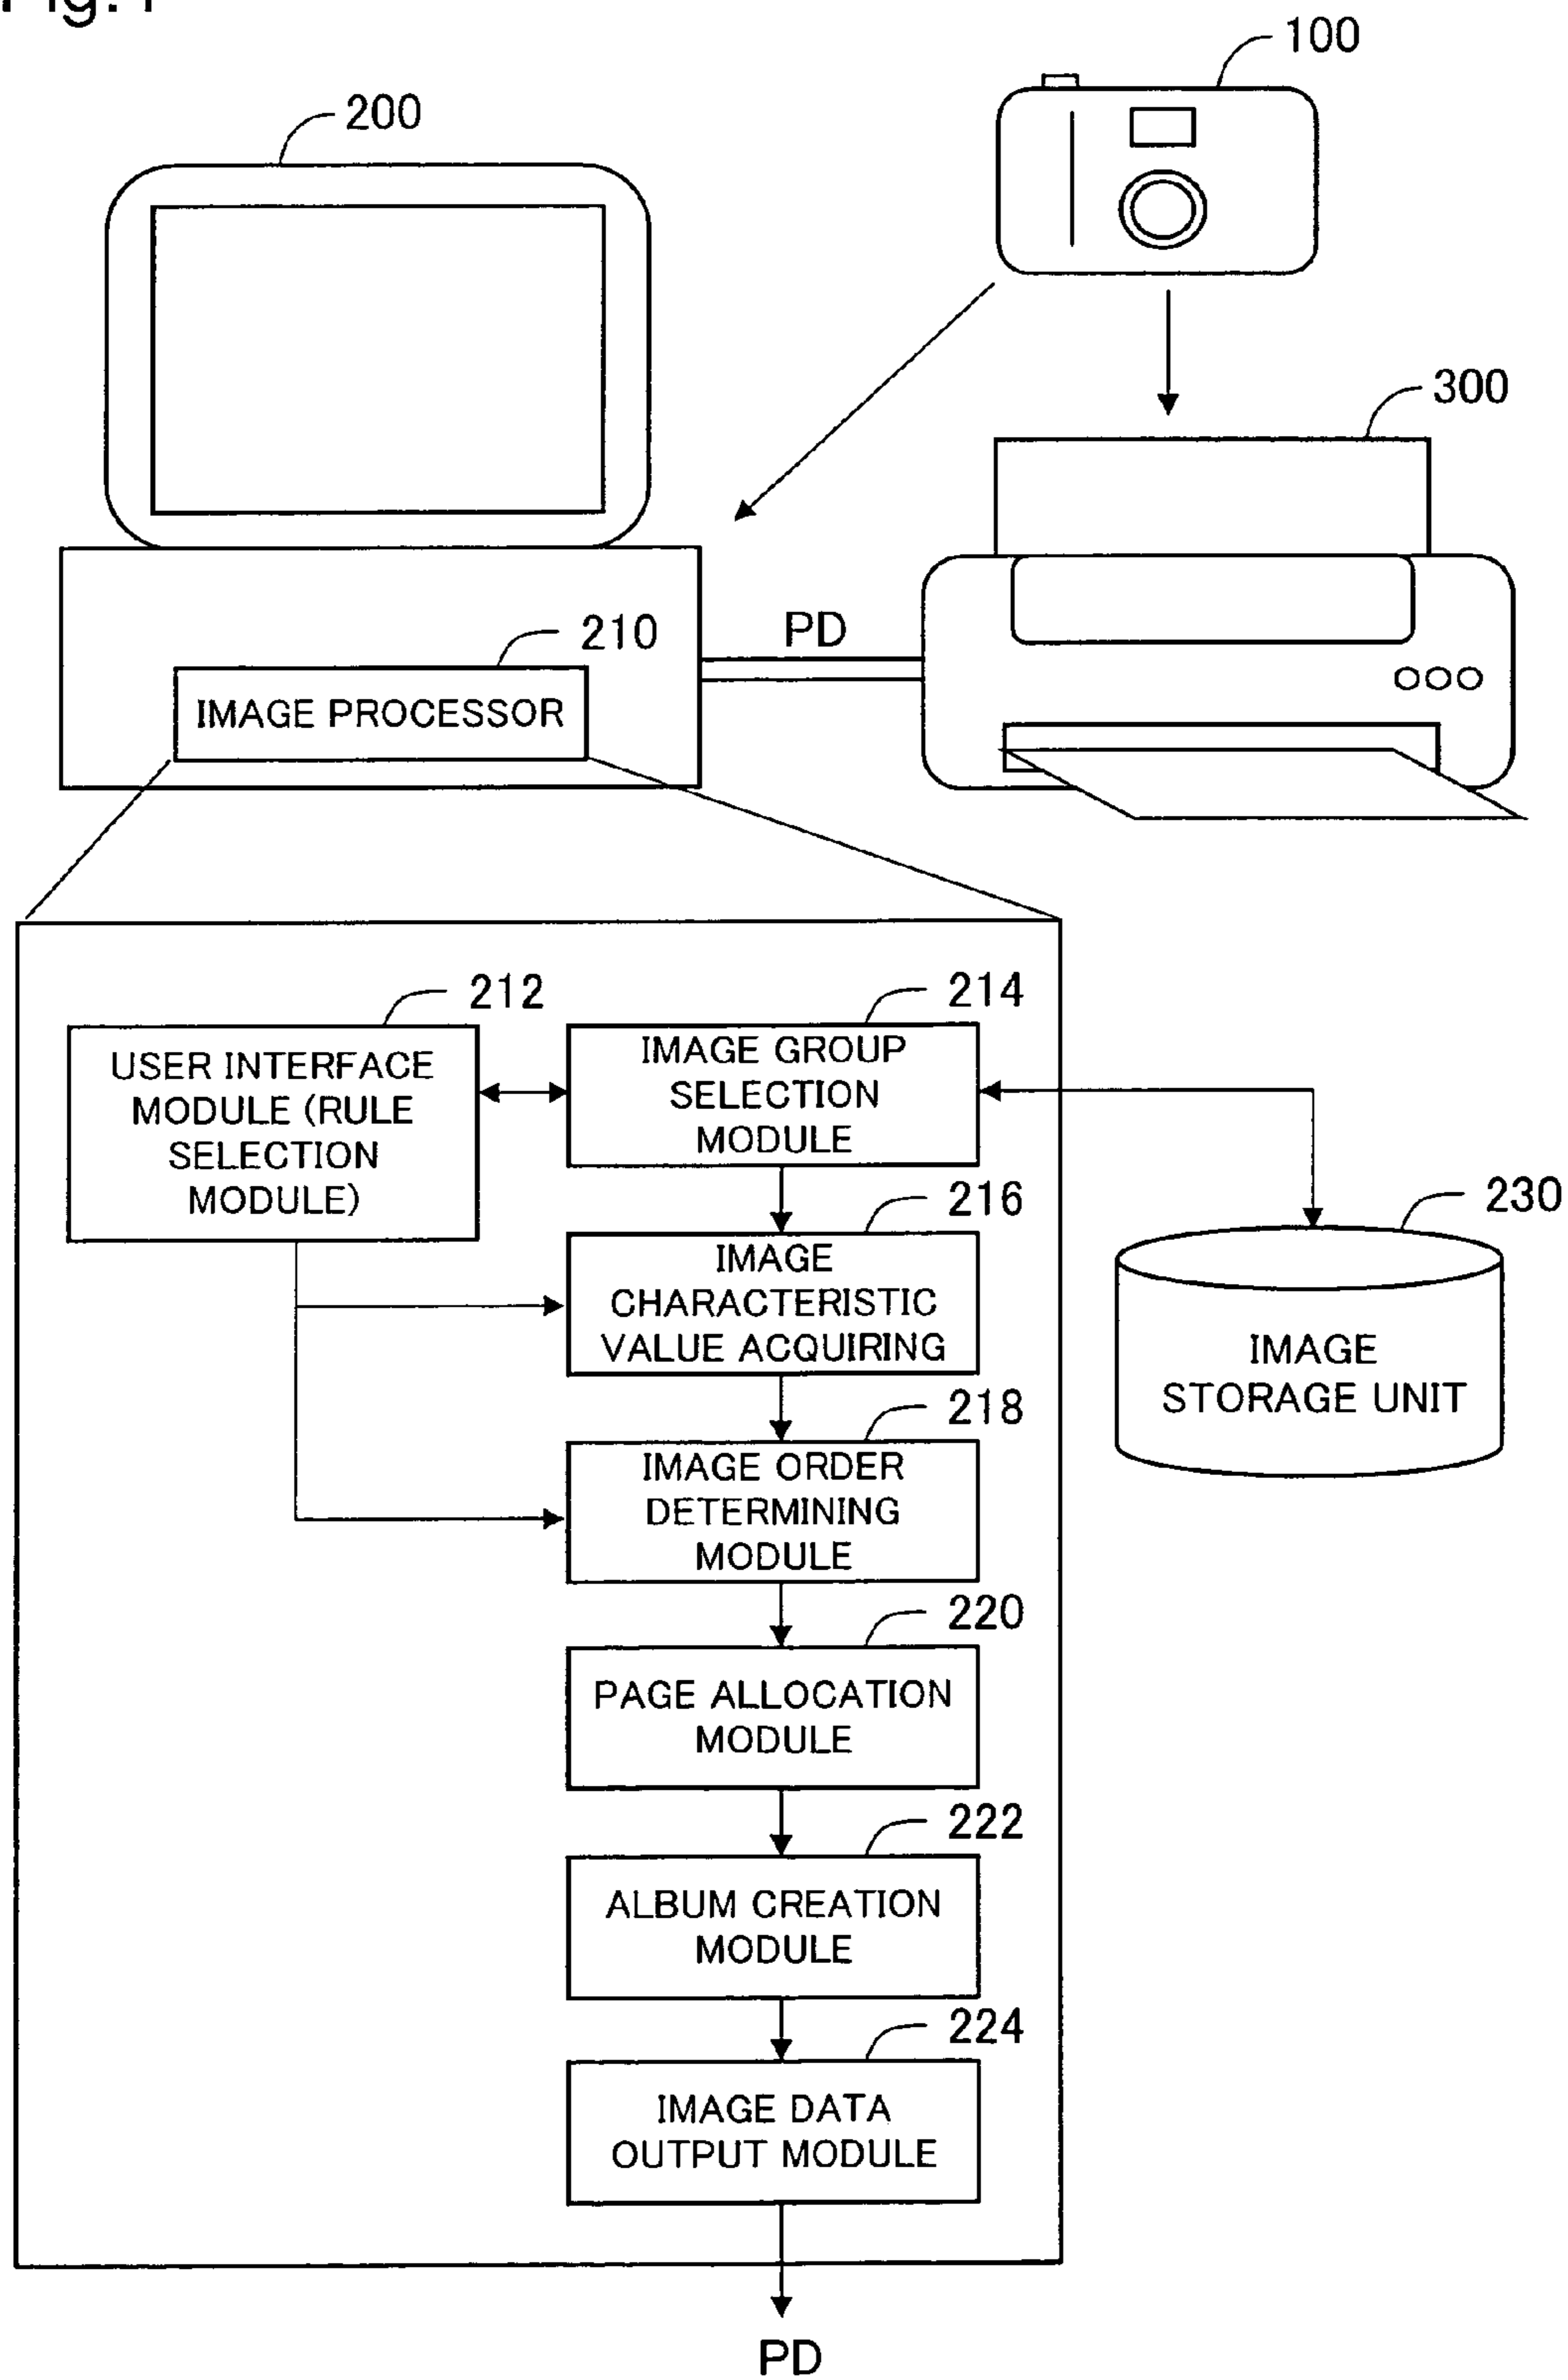 100
200
300
PD
210
IMAGE PROCESSOR
212
214
USER INTERFACE
MODULE (RULE
SELECTION
MODULE)
IMAGE GROUP
SELECTION
MODULE
216
230
IMAGE
CHARACTERISTIC
VALUE ACQUIRING
IMAGE
STORAGE UNIT
218
IMAGE ORDER
DETERMINING
MODULE
220
PAGE ALLOCATION
MODULE
222
ALBUM CREATION
MODULE
224
IMAGE DATA
OUTPUT MODULE
PD